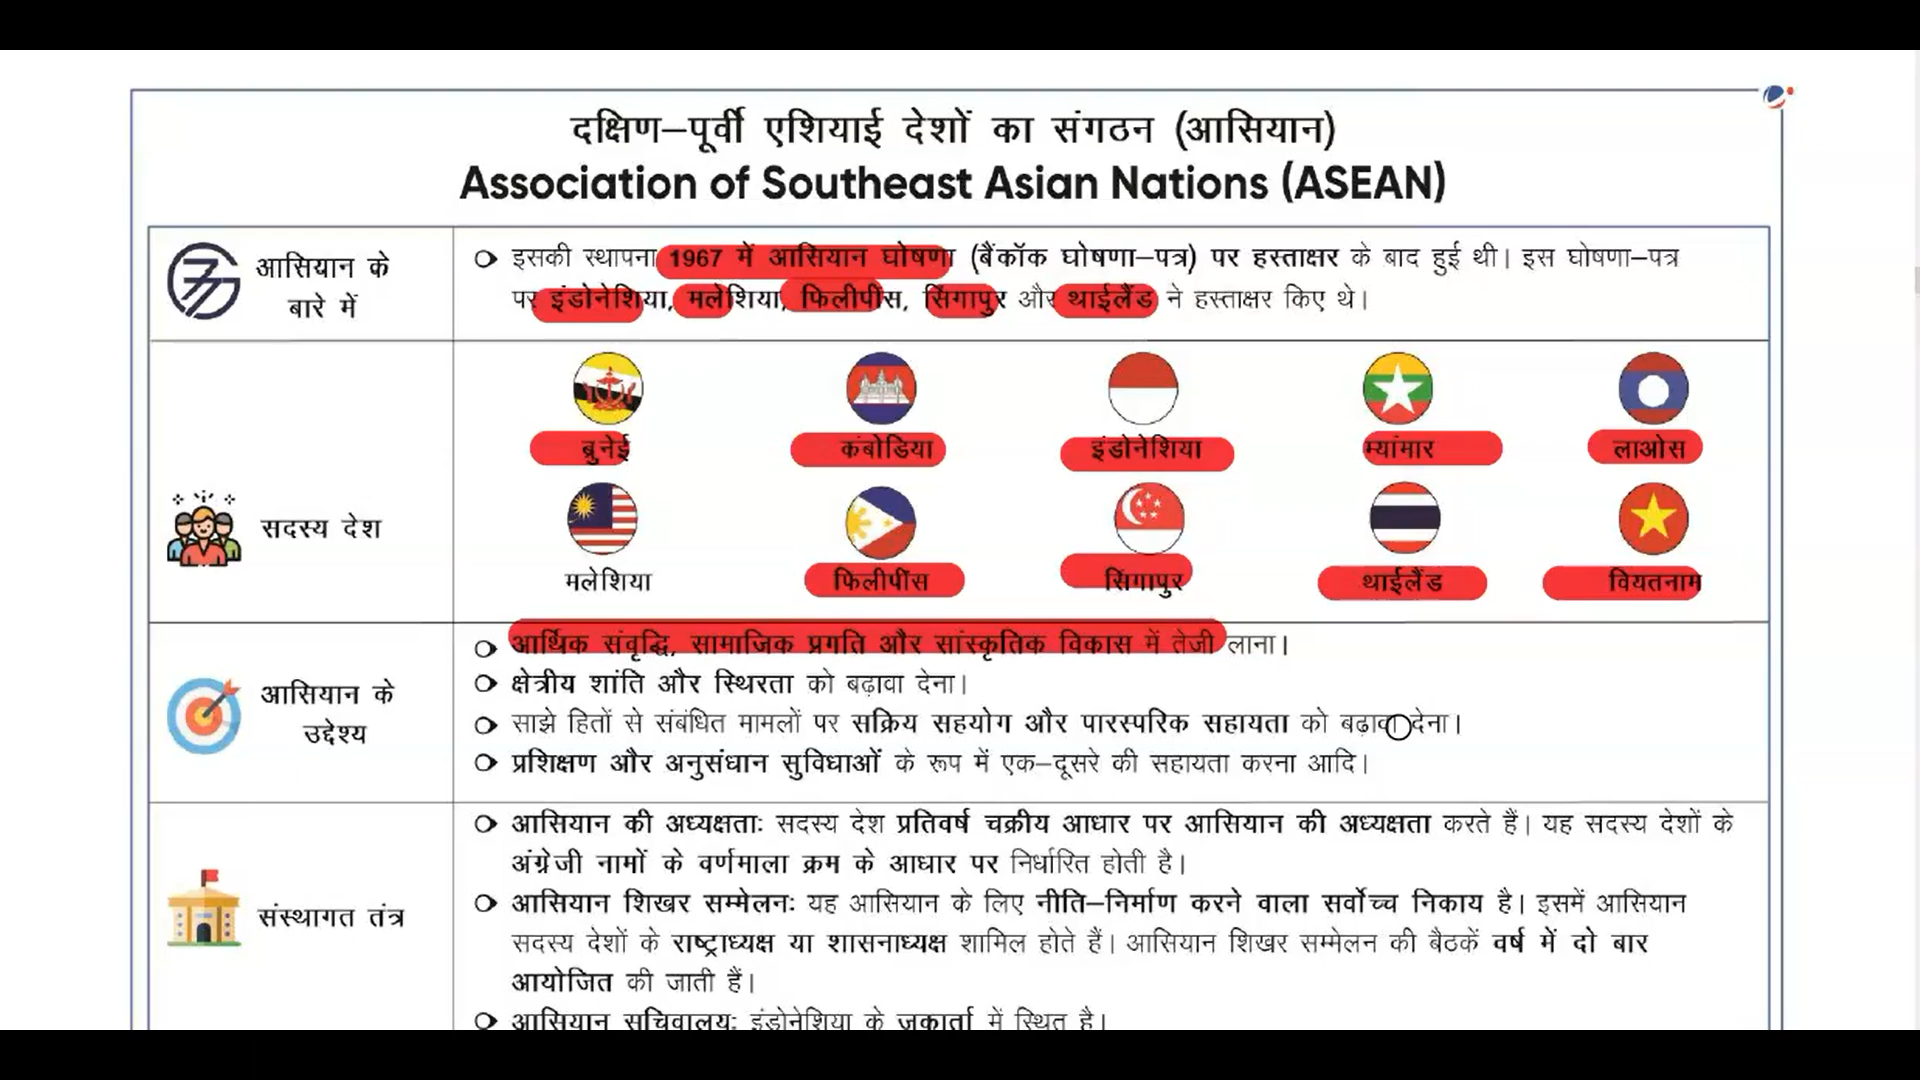 दक्षिण–पूर्वी एशियाई देशों का संगठन (आसियान)
Association of Southeast Asian Nations (ASEAN)
आसियान के
बारे में
इसकी स्थापना 1967 में आसियान घोषणा (बैंकॉक घोषणा–पत्र) पर हस्ताक्षर के बाद हुई थी। इस घोषणा–पत्र
पर इंडोनेशिया, मलेशिया, फिलीपींस, सिंगापुर और थाईलैंड ने हस्ताक्षर किए थे।
सदस्य देश
ब्रुनेई कंबोडिया इंडोनेशिया म्यांमार लाओस
मलेशिया फिलीपींस सिंगापुर थाईलैंड वियतनाम
आसियान के
उद्देश्य
आर्थिक संवृद्धि, सामाजिक प्रगति और सांस्कृतिक विकास में तेजी लाना।
क्षेत्रीय शांति और स्थिरता को बढ़ावा देना।
साझे हितों से संबंधित मामलों पर सक्रिय सहयोग और पारस्परिक सहायता को बढ़ावा देना।
प्रशिक्षण और अनुसंधान सुविधाओं के रूप में एक–दूसरे की सहायता करना आदि।
संस्थागत तंत्र
आसियान की अध्यक्षताः सदस्य देश प्रतिवर्ष चक्रीय आधार पर आसियान की अध्यक्षता करते हैं। यह सदस्य देशों के
अंग्रेजी नामों के वर्णमाला क्रम के आधार पर निर्धारित होती है।
आसियान शिखर सम्मेलनः यह आसियान के लिए नीति–निर्माण करने वाला सर्वोच्च निकाय है। इसमें आसियान
सदस्य देशों के राष्ट्राध्यक्ष या शासनाध्यक्ष शामिल होते हैं। आसियान शिखर सम्मेलन की बैठकें वर्ष में दो बार
आयोजित की जाती हैं।
आसियान सचिवालयः इंडोनेशिया के जकार्ता में स्थित है।